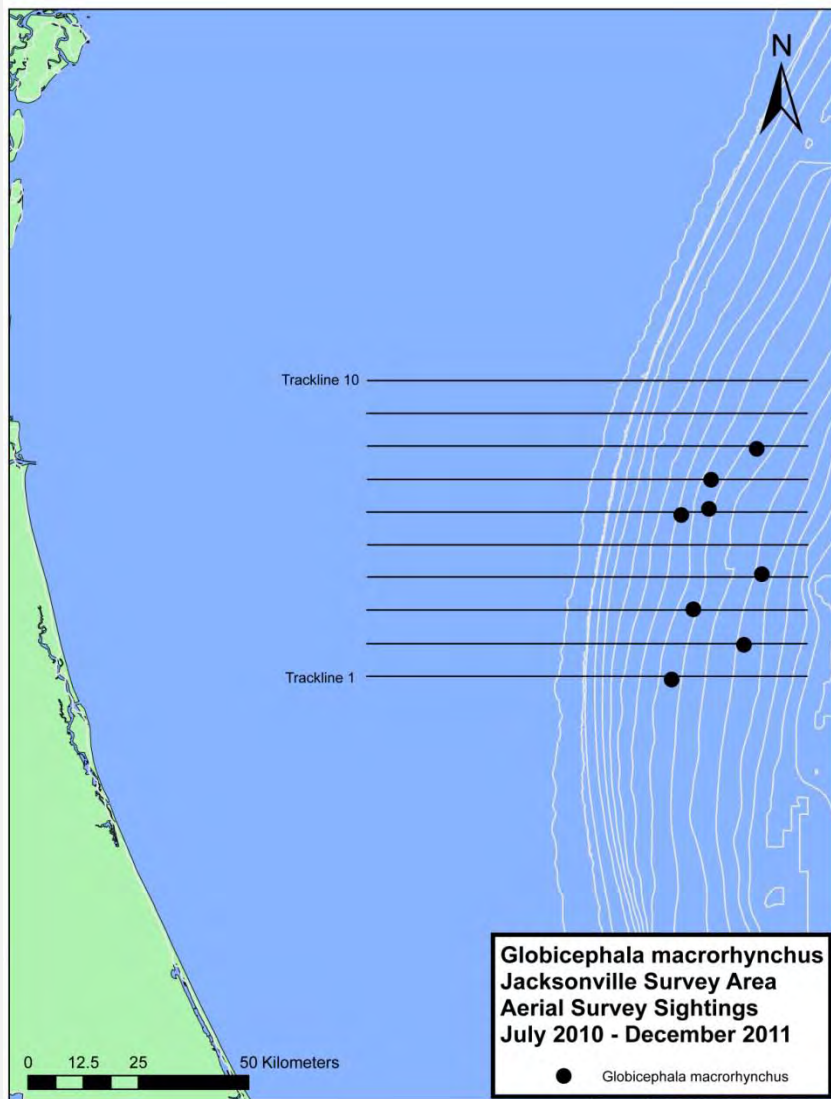 N
Trackline 10
Trackline 1
Globicephala macrorhynchus
Jacksonville Survey Area
Aerial Survey Sightings
July 2010 - December 2011
Globicephala macrorhynchus
0 12.5 25 50 Kilometers